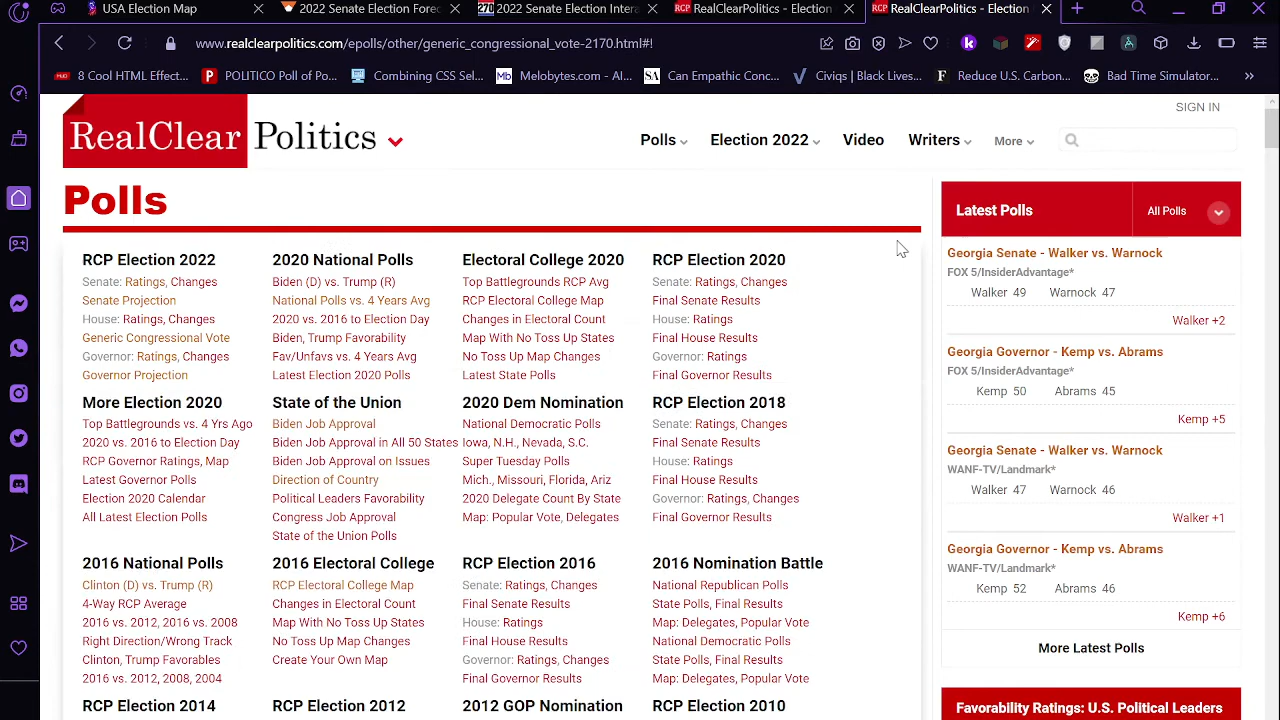 USA Election Map
2022 Senate Election Forec
2022 Senate Election Intera
RealClearPolitics - Election
RealClearPolitics - Election
www.realclearpolitics.com/epolls/other/generic_congressional_vote-2170.html#!
8 Cool HTML Effect...
POLITICO Poll of Po...
Combining CSS Sel...
Mb Melobytes.com - Al...
SA Can Empathic Conc...
Civiqs | Black Lives...
F Reduce U.S. Carbon...
Bad Time Simulator...
SIGN IN
RealClear Politics
Polls
Election 2022
Video
Writers
More
Polls
RCP Election 2022
Senate: Ratings, Changes
Senate Projection
House: Ratings, Changes
Generic Congressional Vote
Governor: Ratings, Changes
Governor Projection
2020 National Polls
Biden (D) vs. Trump (R)
National Polls vs. 4 Years Avg
2020 vs. 2016 to Election Day
Biden, Trump Favorability
Fav/Unfavs vs. 4 Years Avg
Latest Election 2020 Polls
Electoral College 2020
Top Battlegrounds RCP Avg
RCP Electoral College Map
Changes in Electoral Count
Map With No Toss Up States
No Toss Up Map Changes
Latest State Polls
RCP Election 2020
Senate: Ratings, Changes
Final Senate Results
House: Ratings
Final House Results
Governor: Ratings
Final Governor Results
More Election 2020
Top Battlegrounds vs. 4 Yrs Ago
2020 vs. 2016 to Election Day
RCP Governor Ratings, Map
Latest Governor Polls
Election 2020 Calendar
All Latest Election Polls
State of the Union
Biden Job Approval
Biden Job Approval in All 50 States
Biden Job Approval on Issues
Direction of Country
Political Leaders Favorability
Congress Job Approval
State of the Union Polls
2020 Dem Nomination
National Democratic Polls
Iowa, N.H., Nevada, S.C.
Super Tuesday Polls
Mich., Missouri, Florida, Ariz
2020 Delegate Count By State
Map: Popular Vote, Delegates
RCP Election 2018
Senate: Ratings, Changes
Final Senate Results
House: Ratings
Final House Results
Governor: Ratings, Changes
Final Governor Results
2016 National Polls
Clinton (D) vs. Trump (R)
4-Way RCP Average
2016 vs. 2012, 2016 vs. 2008
Right Direction/Wrong Track
Clinton, Trump Favorables
2016 vs. 2012, 2008, 2004
2016 Electoral College
RCP Electoral College Map
Changes in Electoral Count
Map With No Toss Up States
No Toss Up Map Changes
Create Your Own Map
RCP Election 2016
Senate: Ratings, Changes
Final Senate Results
House: Ratings
Final House Results
Governor: Ratings, Changes
Final Governor Results
2016 Nomination Battle
National Republican Polls
State Polls, Final Results
Map: Delegates, Popular Vote
National Democratic Polls
State Polls, Final Results
Map: Delegates, Popular Vote
RCP Election 2014
RCP Election 2012
2012 GOP Nomination
RCP Election 2010
Latest Polls
All Polls
Georgia Senate - Walker vs. Warnock
FOX 5/InsiderAdvantage*
Walker 49 Warnock 47
Walker +2
Georgia Governor - Kemp vs. Abrams
FOX 5/InsiderAdvantage*
Kemp 50 Abrams 45
Kemp +5
Georgia Senate - Walker vs. Warnock
WANF-TV/Landmark*
Walker 47 Warnock 46
Walker +1
Georgia Governor - Kemp vs. Abrams
WANF-TV/Landmark*
Kemp 52 Abrams 46
Kemp +6
More Latest Polls
Favorability Ratings: U.S. Political Leaders